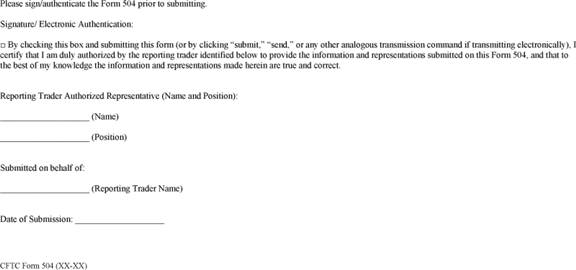 Please sign/authenticate the Form 504 prior to submitting.
Signature/ Electronic Authentication:
□ By checking this box and submitting this form (or by clicking “submit,” “send,” or any other analogous transmission command if transmitting electronically), I
certify that I am duly authorized by the reporting trader identified below to provide the information and representations submitted on this Form 504, and that to
the best of my knowledge the information and representations made herein are true and correct.
Reporting Trader Authorized Representative (Name and Position):
____________________ (Name)
____________________ (Position)
Submitted on behalf of:
____________________ (Reporting Trader Name)
Date of Submission: ____________________
CFTC Form 504 (XX-XX)